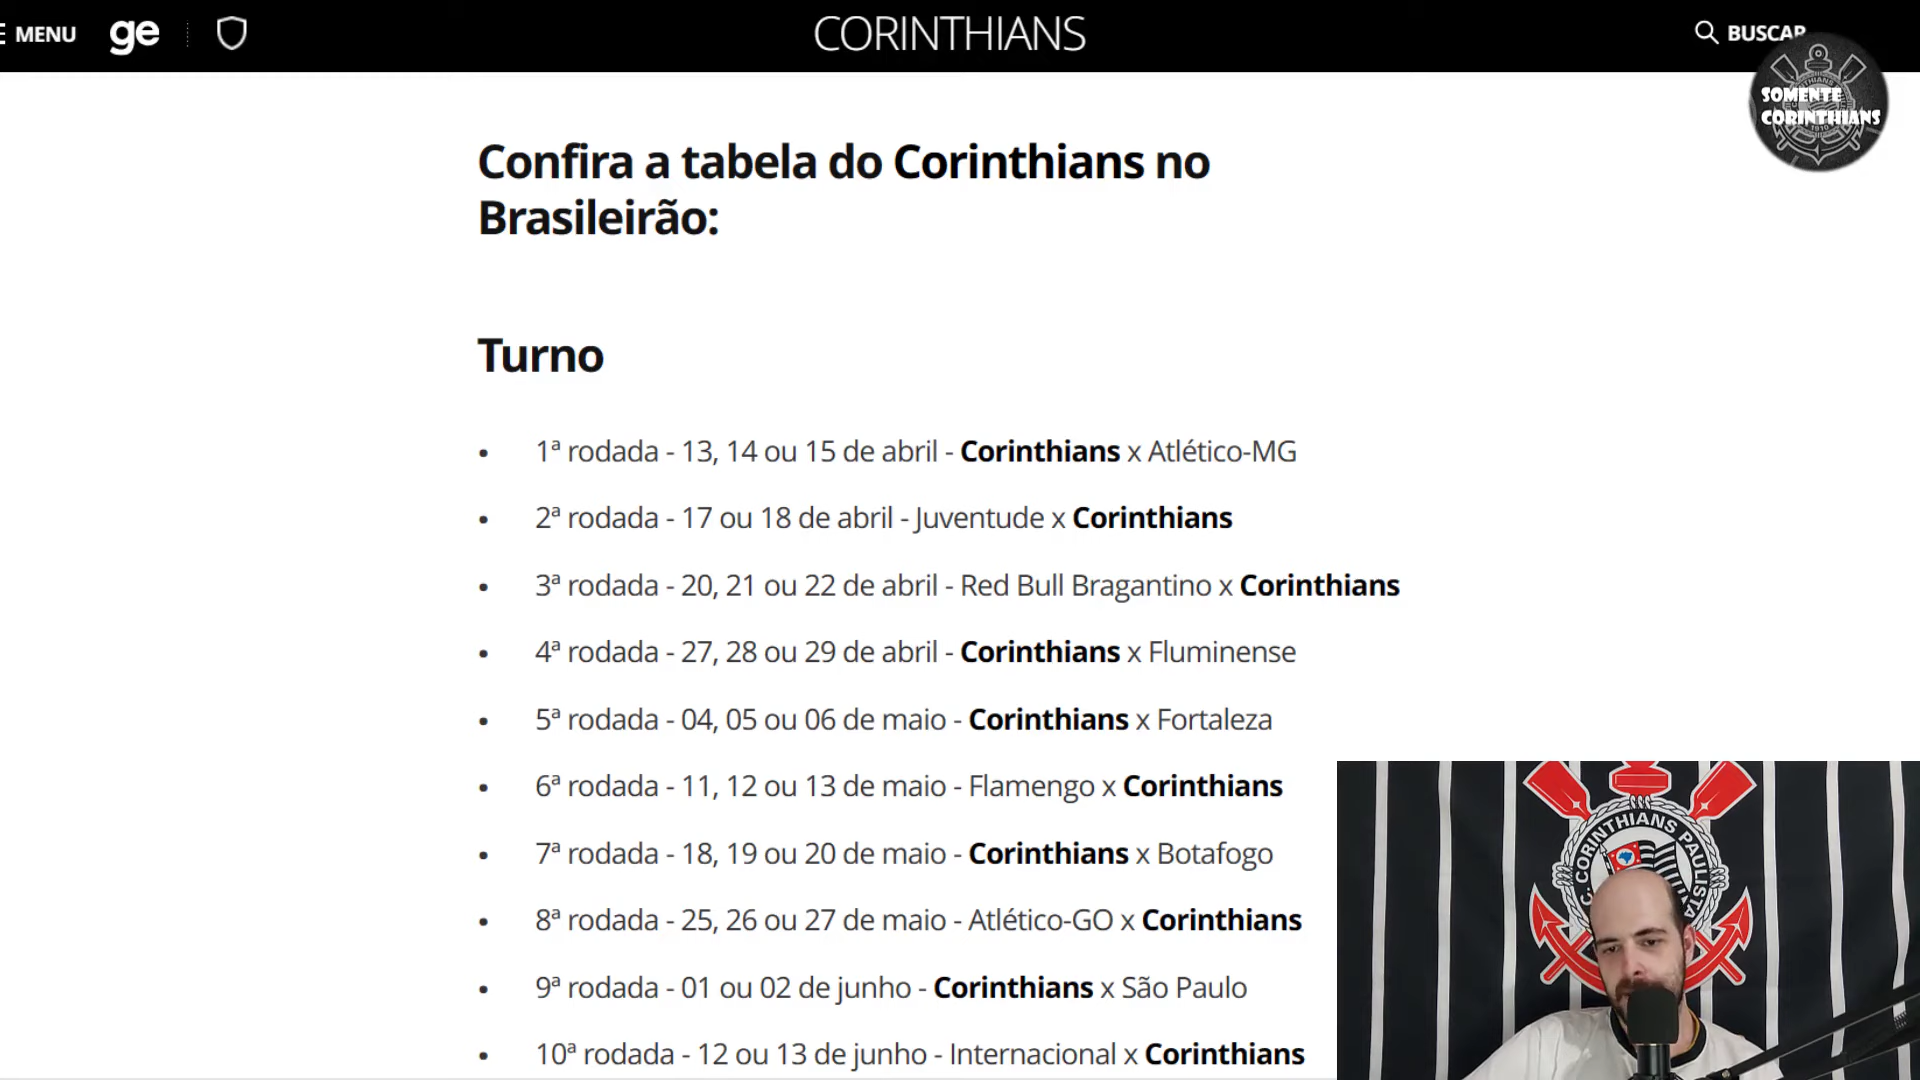 MENU
ge
CORINTHIANS
BUSCAR
SOMENTE
CORINTHIANS
1910
Confira a tabela do Corinthians no
Brasileirão:
Turno
• 1ª rodada - 13, 14 ou 15 de abril - Corinthians x Atlético-MG
• 2ª rodada - 17 ou 18 de abril - Juventude x Corinthians
• 3ª rodada - 20, 21 ou 22 de abril - Red Bull Bragantino x Corinthians
• 4ª rodada - 27, 28 ou 29 de abril - Corinthians x Fluminense
• 5ª rodada - 04, 05 ou 06 de maio - Corinthians x Fortaleza
• 6ª rodada - 11, 12 ou 13 de maio - Flamengo x Corinthians
• 7ª rodada - 18, 19 ou 20 de maio - Corinthians x Botafogo
• 8ª rodada - 25, 26 ou 27 de maio - Atlético-GO x Corinthians
• 9ª rodada - 01 ou 02 de junho - Corinthians x São Paulo
• 10ª rodada - 12 ou 13 de junho - Internacional x Corinthians
S. C. CORINTHIANS PAULISTA